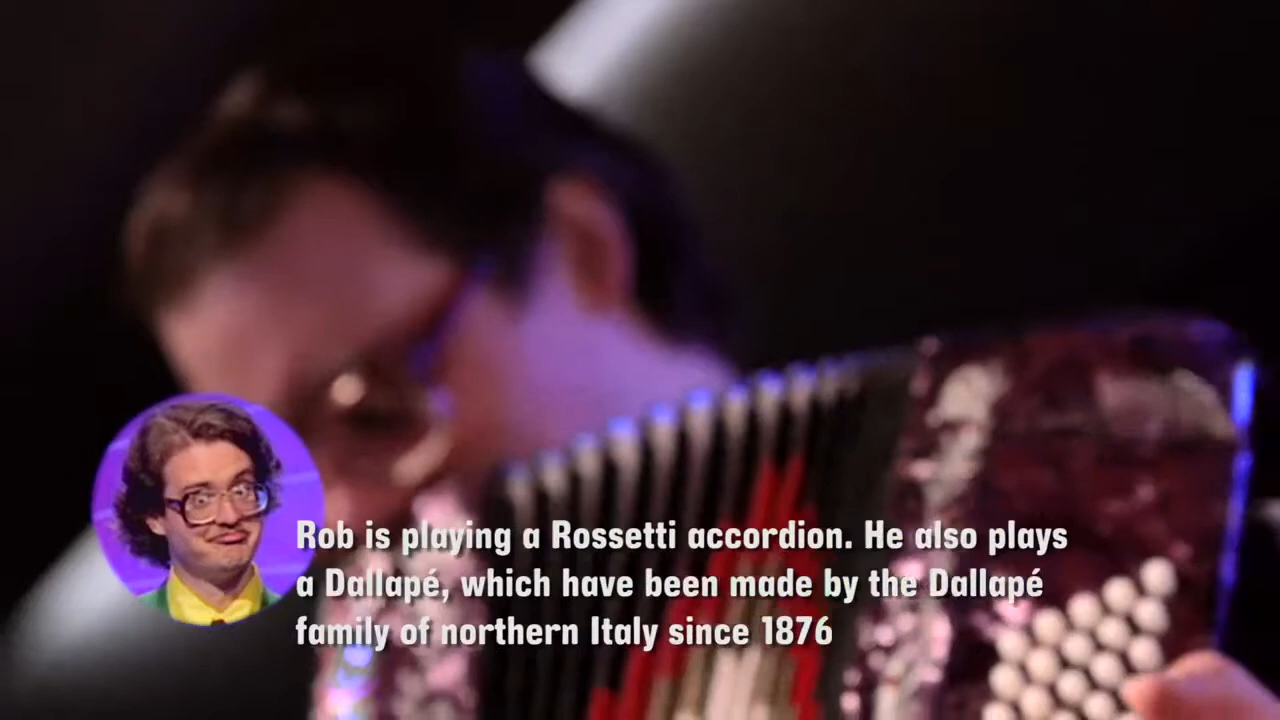 Rob is playing a Rossetti accordion. He also plays
a Dallapé, which have been made by the Dallapé
family of northern Italy since 1876